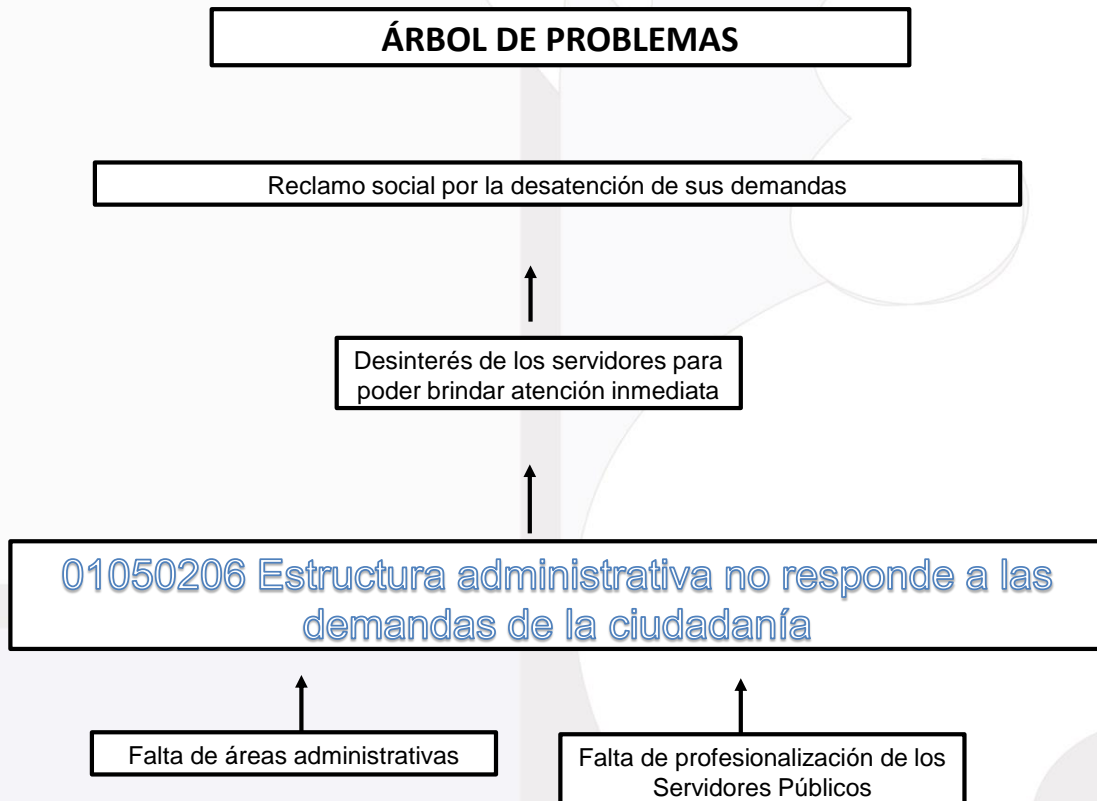 ÁRBOL DE PROBLEMAS
Reclamo social por la desatención de sus demandas
Desinterés de los servidores para
poder brindar atención inmediata
01050206 Estructura administrativa no responde a las
demandas de la ciudadanía
Falta de áreas administrativas
Falta de profesionalización de los
Servidores Públicos